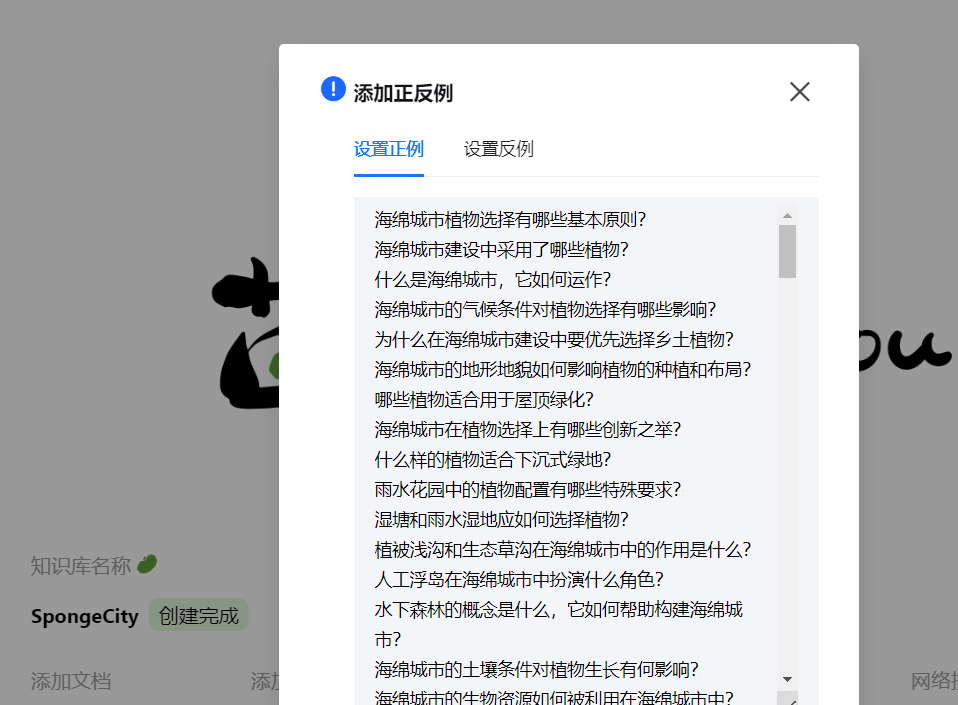 添加正反例
设置正例 设置反例
海绵城市植物选择有哪些基本原则?
海绵城市建设中采用了哪些植物?
什么是海绵城市，它如何运作?
海绵城市的气候条件对植物选择有哪些影响?
为什么在海绵城市建设中要优先选择乡土植物?
海绵城市的地形地貌如何影响植物的种植和布局?
哪些植物适合用于屋顶绿化?
海绵城市在植物选择上有哪些创新之举?
什么样的植物适合下沉式绿地?
雨水花园中的植物配置有哪些特殊要求?
湿塘和雨水湿地应如何选择植物?
植被浅沟和生态草沟在海绵城市中的作用是什么?
人工浮岛在海绵城市中扮演什么角色?
水下森林的概念是什么，它如何帮助构建海绵城
市?
海绵城市的土壤条件对植物生长有何影响?
海绵城市的生物资源如何被利用在海绵城市中?
ou
知识库名称
SpongeCity 创建完成
添加文档 添加 网络